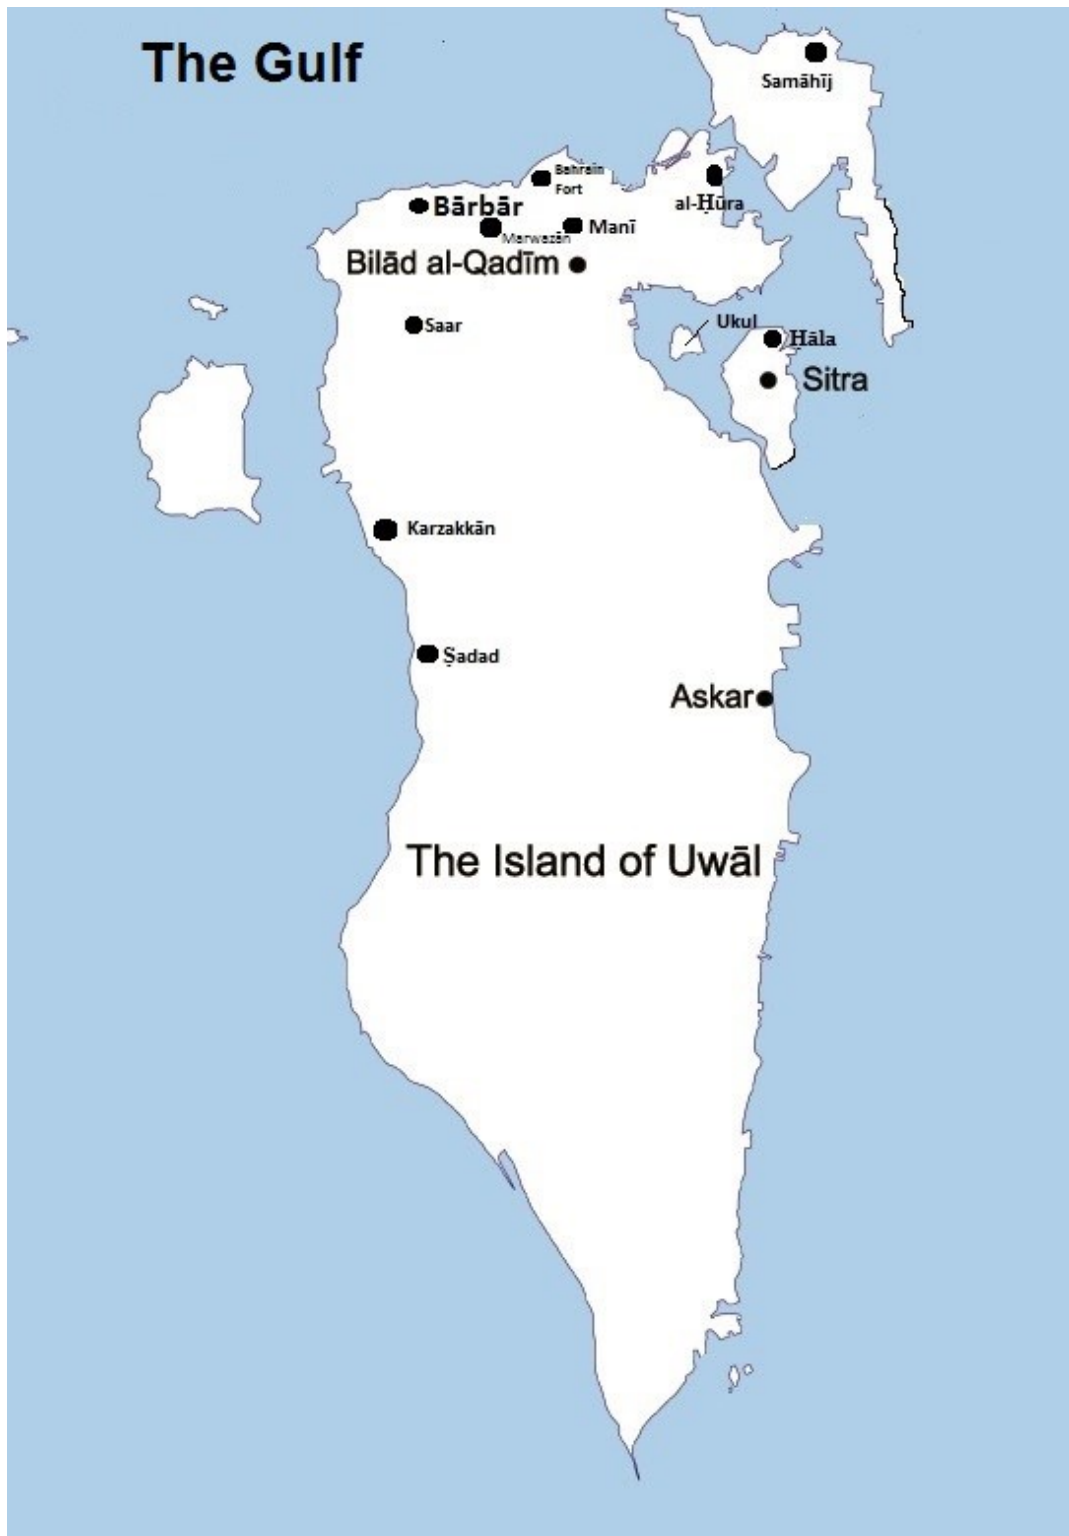 The Gulf
Samāhīj
Bahrain
Fort
al-Ḥūra
Bārbār
Manī
Marwazān
Bilād al-Qadīm
Ukul
Saar
Ḥāla
Sitra
Karzakkān
Ṣadad
Askar
The Island of Uwāl